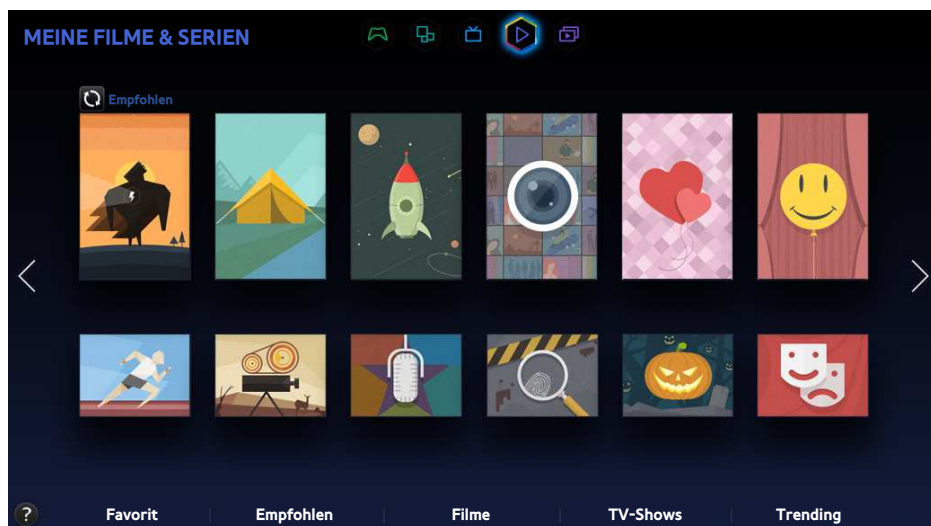 MEINE FILME & SERIEN
Empfohlen
? Favorit Empfohlen Filme TV-Shows Trending